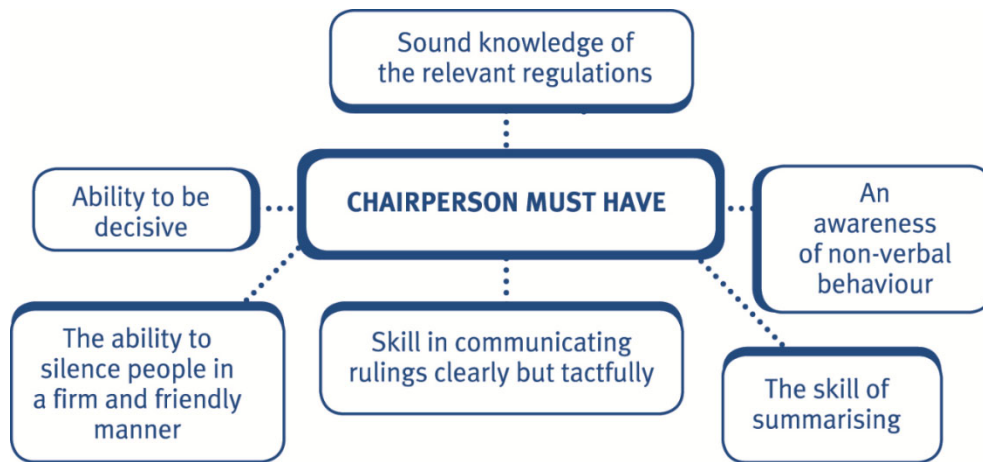 Sound knowledge of
the relevant regulations
Ability to be
decisive
CHAIRPERSON MUST HAVE
An
awareness
of non-verbal
behaviour
The ability to
silence people in
a firm and friendly
manner
Skill in communicating
rulings clearly but tactfully
The skill of
summarising